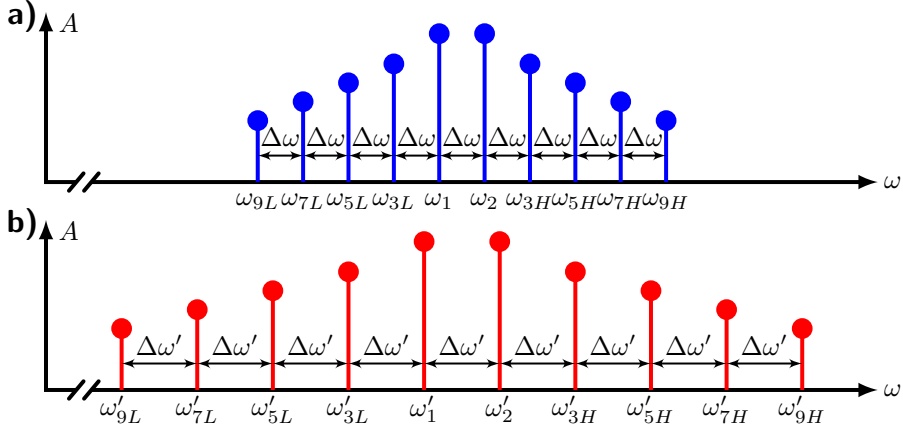 a)
A
Δω Δω Δω Δω Δω Δω Δω Δω Δω
ω
ω9L ω7L ω5L ω3L ω1 ω2 ω3H ω5H ω7H ω9H
b)
A
Δω′ Δω′ Δω′ Δω′ Δω′ Δω′ Δω′ Δω′ Δω′
ω
ω′9L ω′7L ω′5L ω′3L ω′1 ω′2 ω′3H ω′5H ω′7H ω′9H